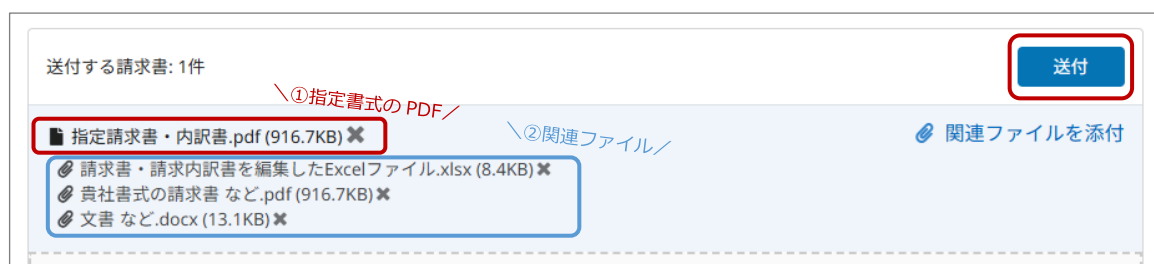 送付する請求書: 1件
送付
＼①指定書式の PDF／
指定請求書・内訳書.pdf (916.7KB)
＼②関連ファイル／
関連ファイルを添付
請求書・請求内訳書を編集したExcelファイル.xlsx (8.4KB)
貴社書式の請求書 など.pdf (916.7KB)
文書 など.docx (13.1KB)